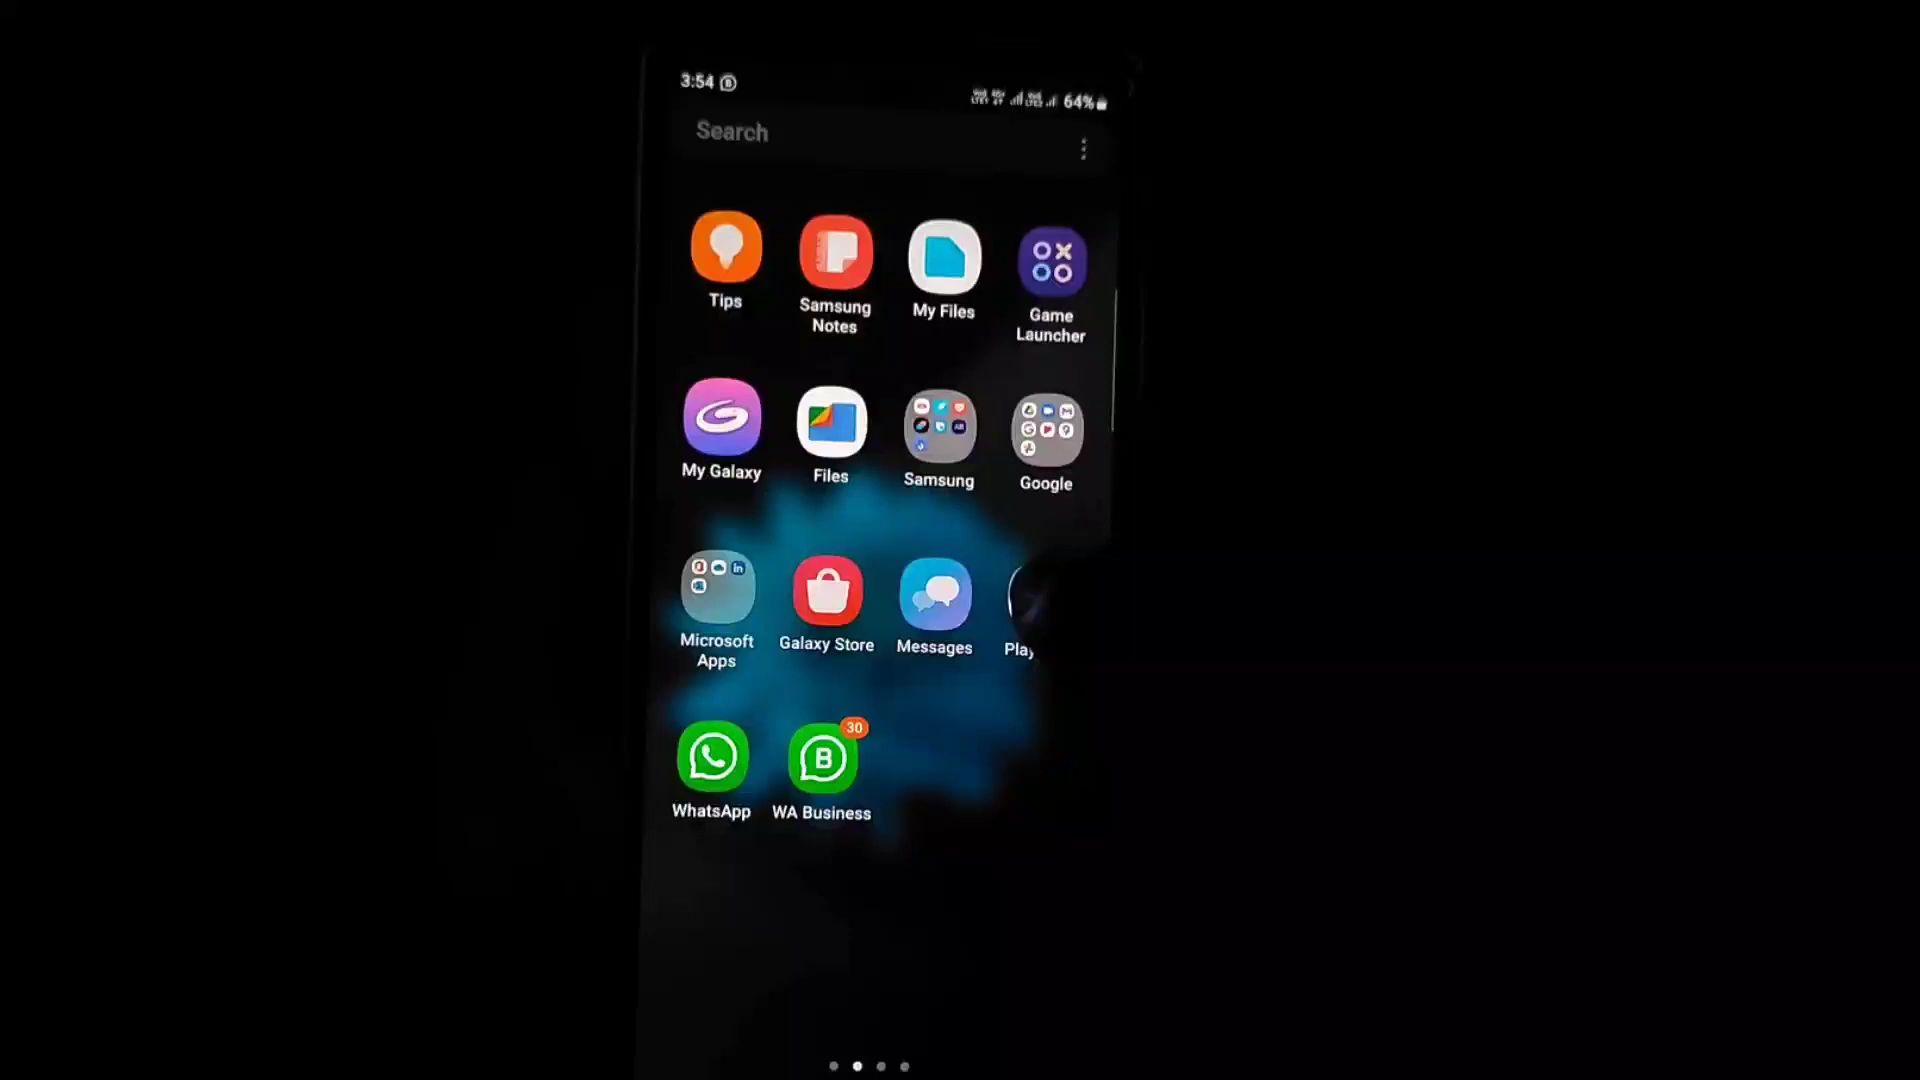 3:54
64%
Search
Tips
Samsung
Notes
My Files
Game
Launcher
My Galaxy
Files
Samsung
Google
Microsoft
Apps
Galaxy Store
Messages
Play
30
B
WhatsApp
WA Business